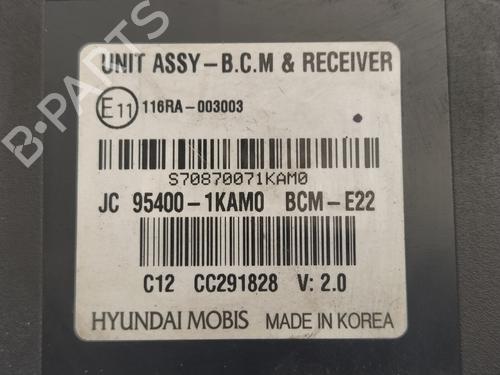 UNIT ASSY - B.C.M & RECEIVER
E11 116RA-003003
S70870071KAM0
JC 95400-1KAM0 BCM-E22
C12 CC291828 V: 2.0
HYUNDAI MOBIS MADE IN KOREA
B-PARTS
B-PARTS